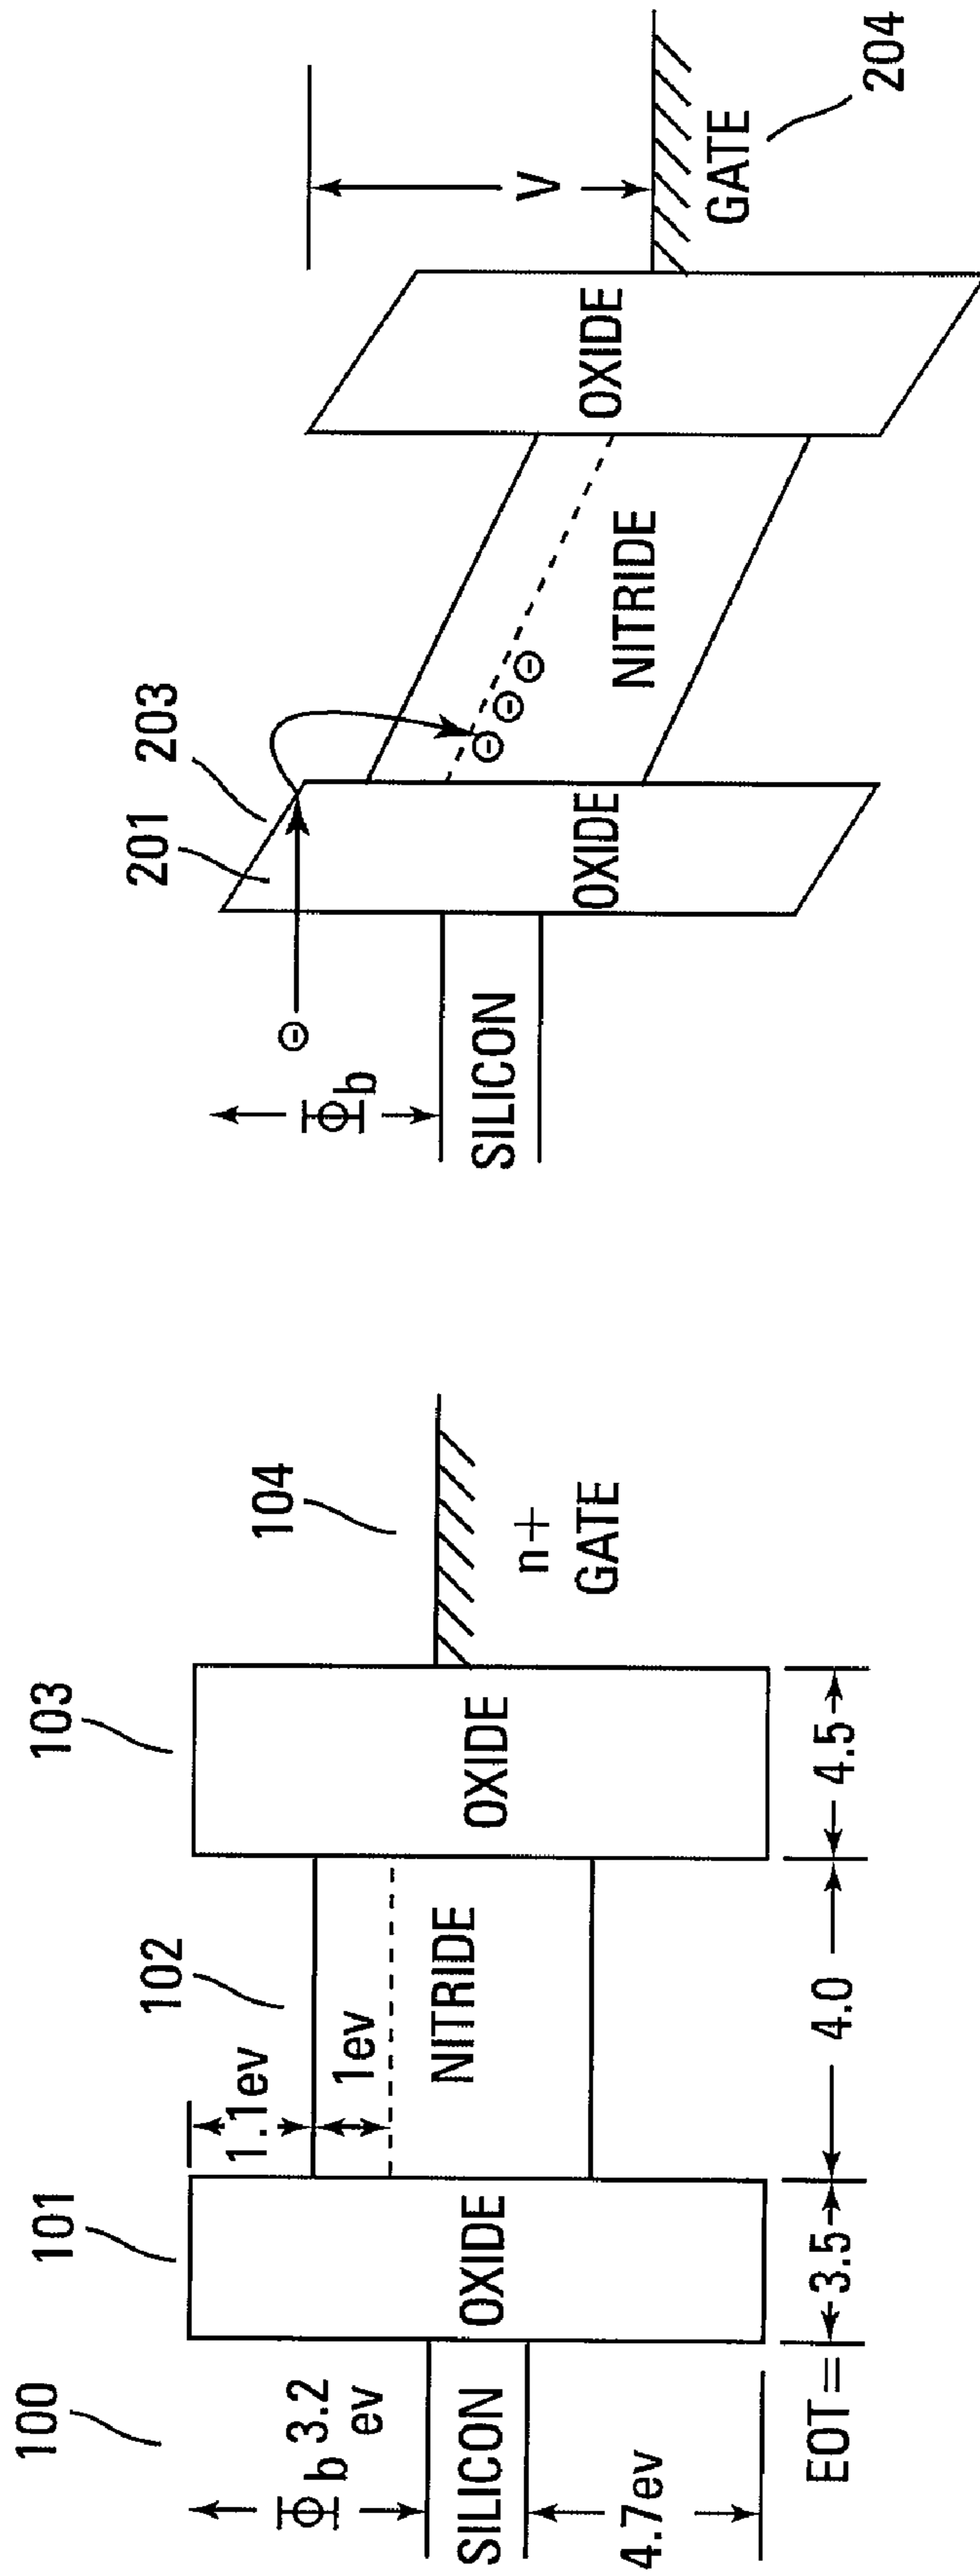 100
101
102
103
104
Φb 3.2
ev
1.1ev
1ev
SILICON
OXIDE
NITRIDE
OXIDE
n+
GATE
4.7ev
EOT = 3.5 4.0 4.5
201
203
Φb
V
SILICON
OXIDE
NITRIDE
OXIDE
GATE
204